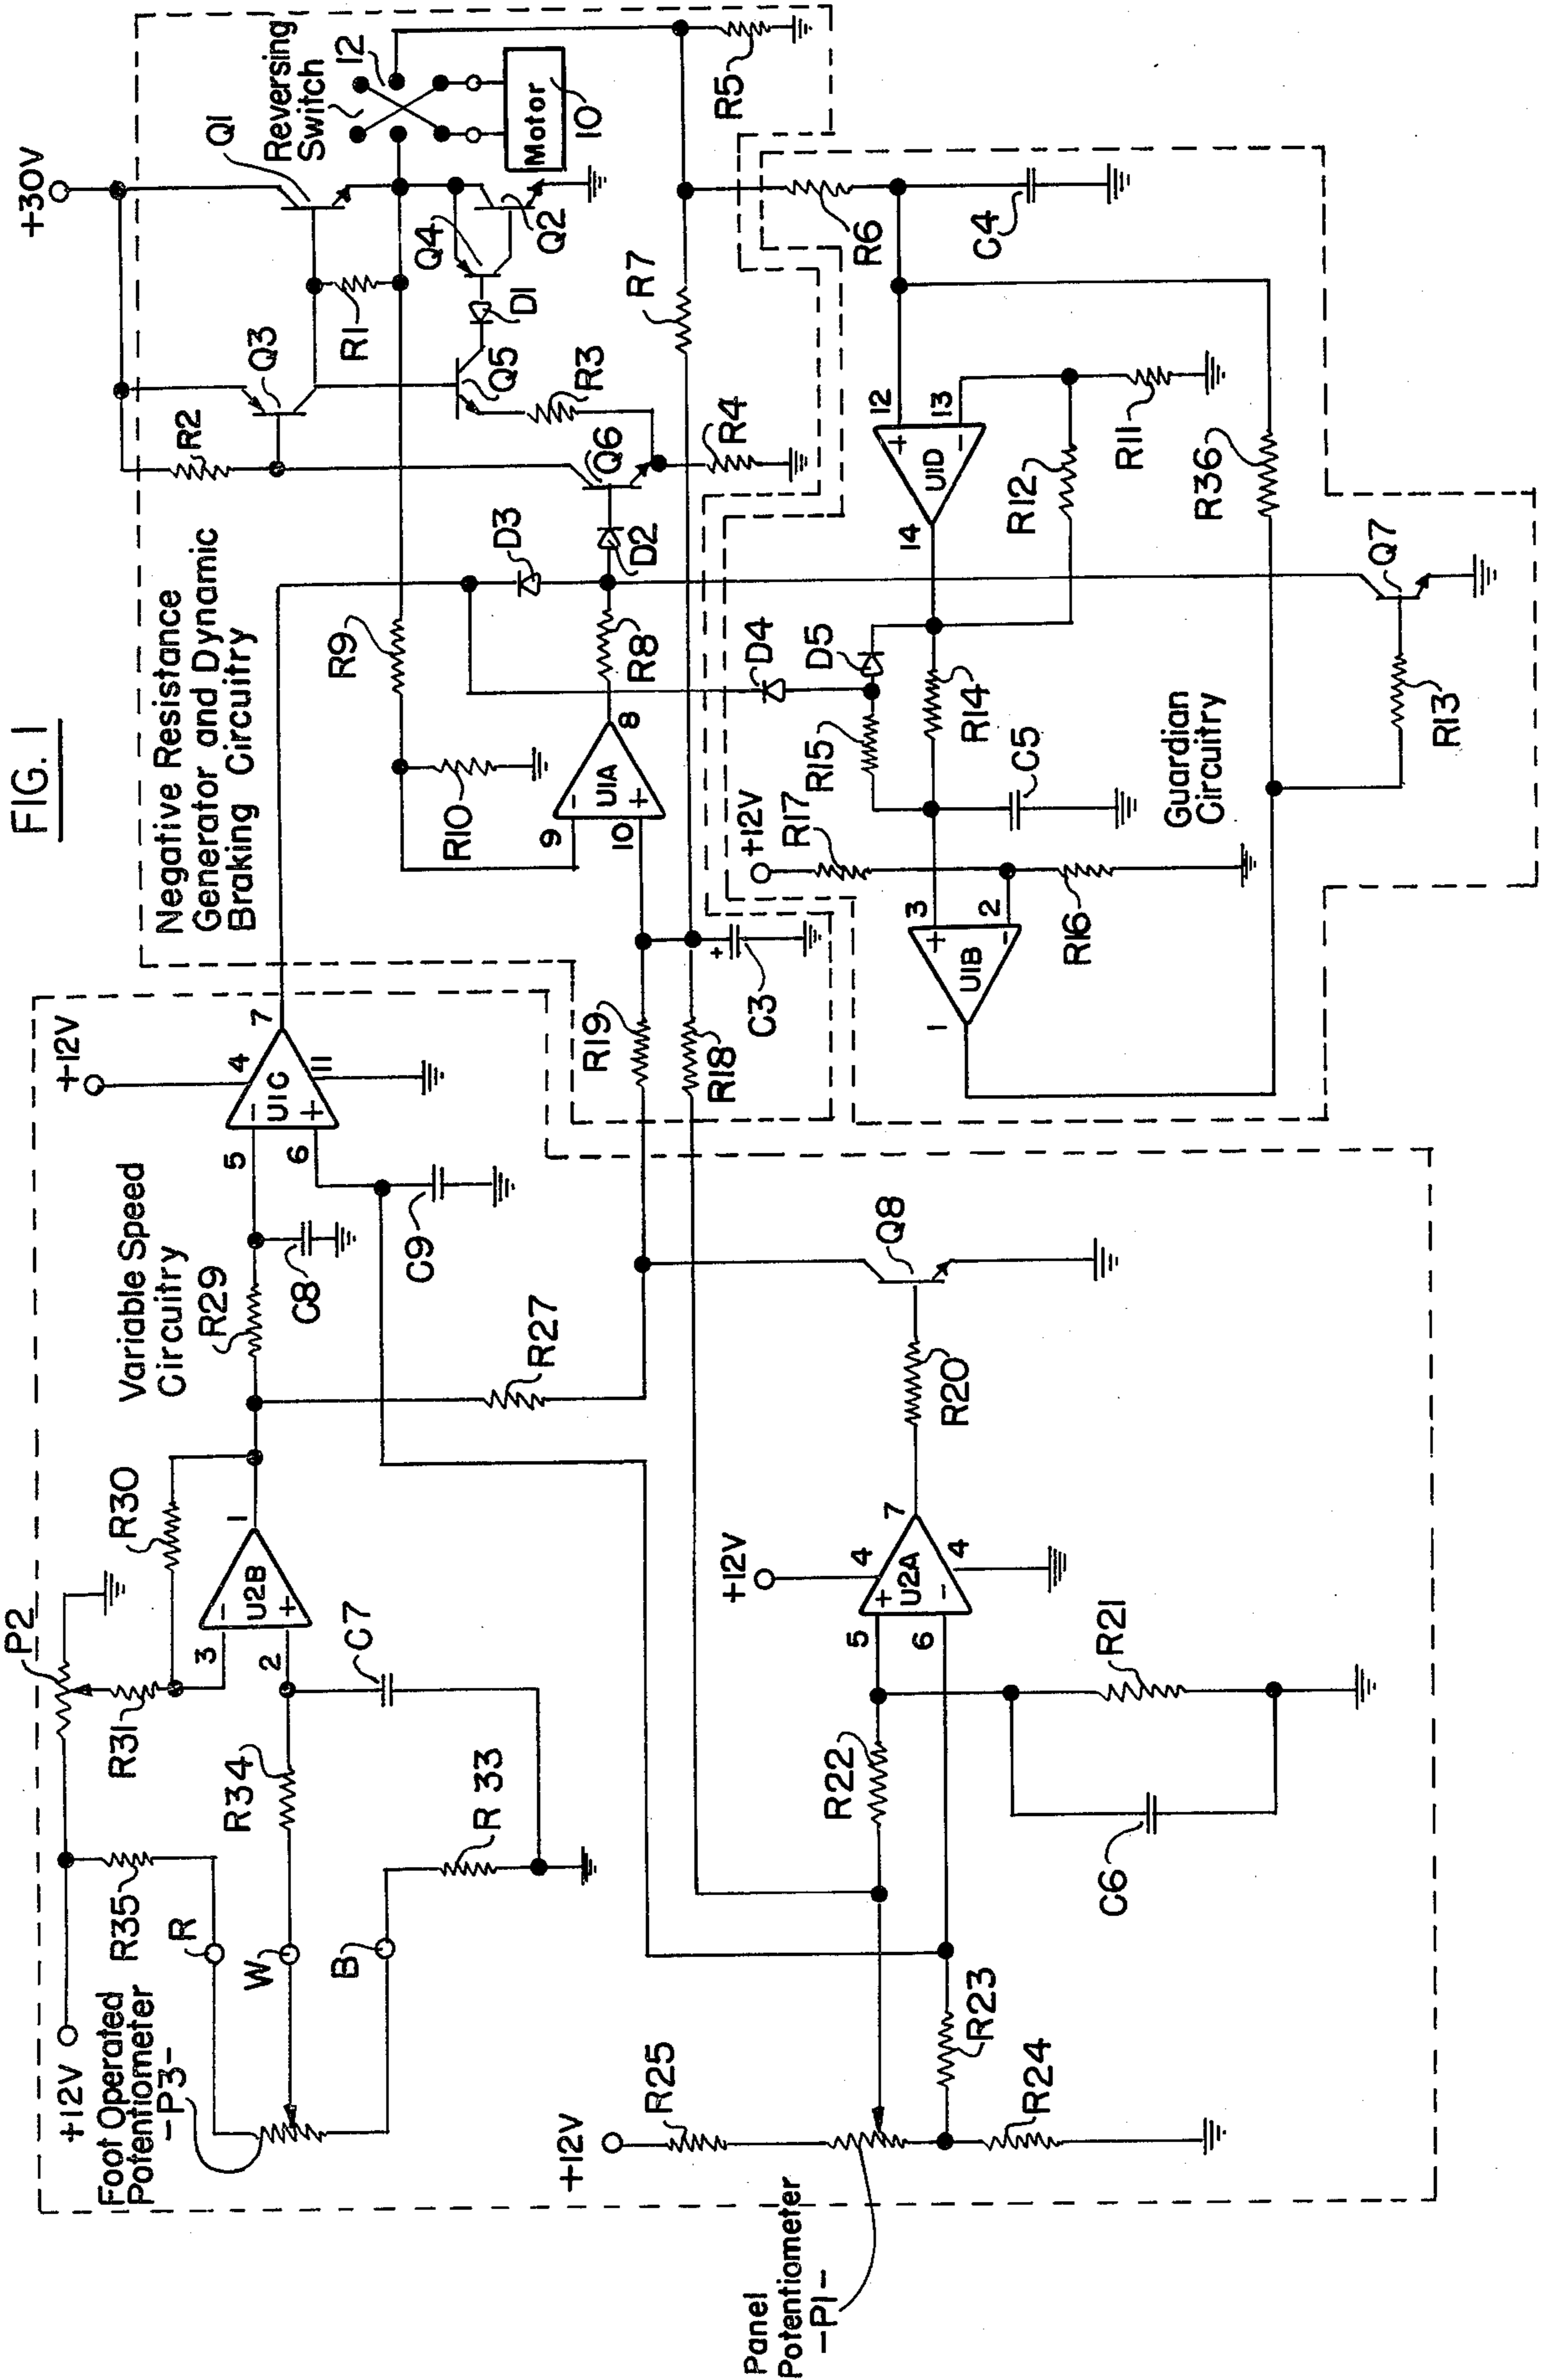 FIG. 1
+30V
Q1
Reversing
Switch
12
Motor
10
R5
Negative Resistance
Generator and Dynamic
Braking Circuitry
R2
Q3
R1
Q4
Q2
D1
Q5
R3
R7
R9
D3
Q6
R4
D2
R8
R10
9
10
8
U1A
-
+
R6
C4
12
13
+
-
U1D
14
R12
R11
R36
D4
D5
R15
R14
C5
Guardian
Circuitry
Q7
R13
+12V
R17
R16
3
2
+
-
U1B
1
C3
+
R19
R18
Variable Speed
Circuitry
+12V
4
7
11
U1C
-
+
5
6
C9
C8
R29
R27
R30
P2
R31
3
2
U2B
-
+
1
C7
R34
R 33
R35
R
W
B
+12V
Foot Operated
Potentiometer
-P3-
Q8
R20
+12V
4
7
4
U2A
+
-
5
6
R21
R22
C6
R23
R24
R25
+12V
Panel
Potentiometer
-P1-